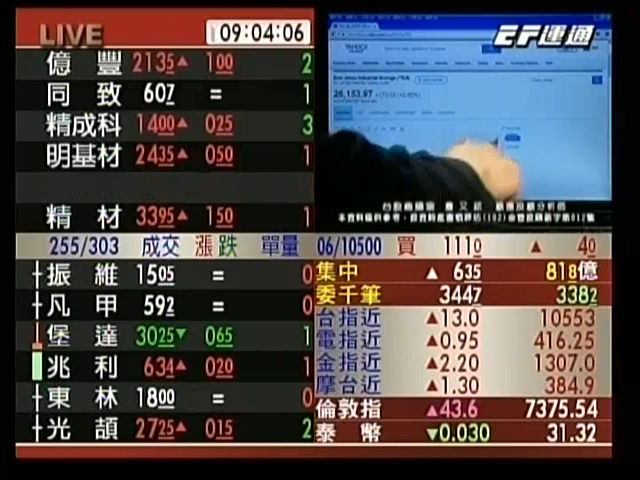 LIVE 09:04:06 運通
億豐 2135▲ 100 2
同致 607 = 1
精成科 1400▲ 025 3
明基材 2435▲ 050 1
精材 3395▲ 150 1
255/303 成交 漲跌 單量
振維 1505 = 0
凡甲 592 = 0
堡達 3025▼ 065 1
兆利 634▲ 020 1
東林 1800 = 0
光頡 2725▲ 015 2
YAHOO!
06/10500 買 1110 ▲ 40
集中 ▲ 635 818億
委千筆 3447 3382
台指近 ▲13.0 10553
電指近 ▲0.95 416.25
金指近 ▲2.20 1307.0
摩台近 ▲1.30 384.9
倫敦指 ▲43.6 7375.54
泰幣 ▼0.030 31.32